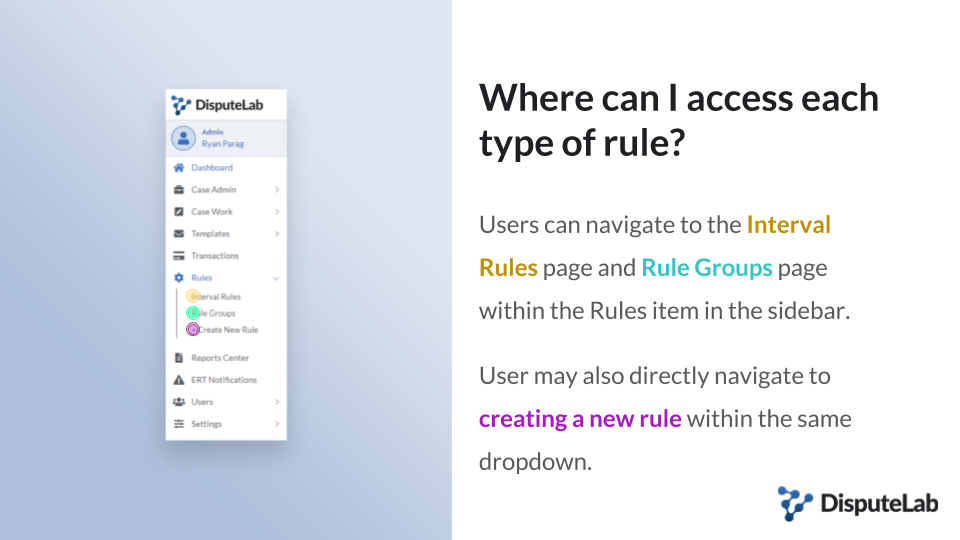 DisputeLab
Admin
Ryan Parag
Dashboard
Case Admin
Case Work
Templates
Transactions
Rules
Interval Rules
Rule Groups
Create New Rule
Reports Center
ERT Notifications
Users
Settings
Where can I access each
type of rule?
Users can navigate to the Interval
Rules page and Rule Groups page
within the Rules item in the sidebar.
User may also directly navigate to
creating a new rule within the same
dropdown.
DisputeLab